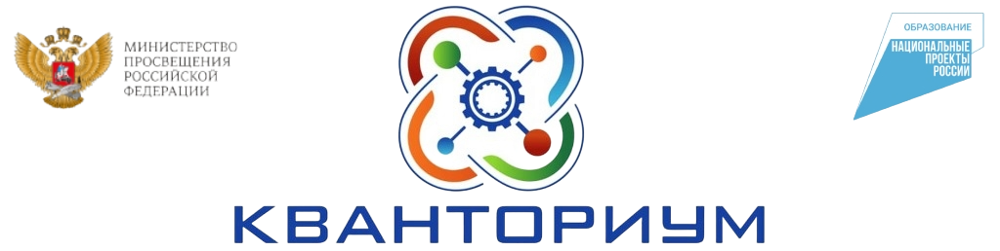 МИНИСТЕРСТВО
ПРОСВЕЩЕНИЯ
РОССИЙСКОЙ
ФЕДЕРАЦИИ
ОБРАЗОВАНИЕ
НАЦИОНАЛЬНЫЕ
ПРОЕКТЫ
РОССИИ
КВАНТОРИУМ